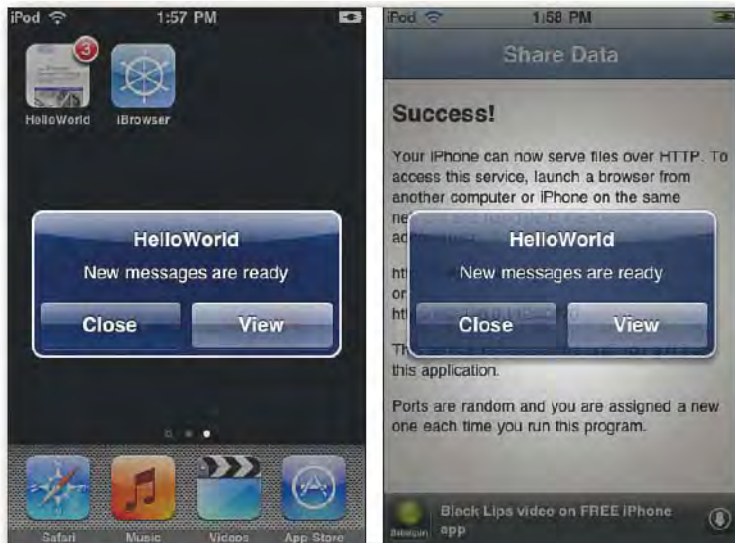 iPod 1:57 PM
3
HelloWorld iBrowser
HelloWorld
New messages are ready
Close View
Safari Music Videos App Store
iPod 1:58 PM
Share Data
Success!
Your iPhone can now serve files over HTTP. To
access this service, launch a browser from
another computer or iPhone on the same
HelloWorld
New messages are ready
Close View
this application.
Ports are random and you are assigned a new
one each time you run this program.
Black Lips video on FREE iPhone
app